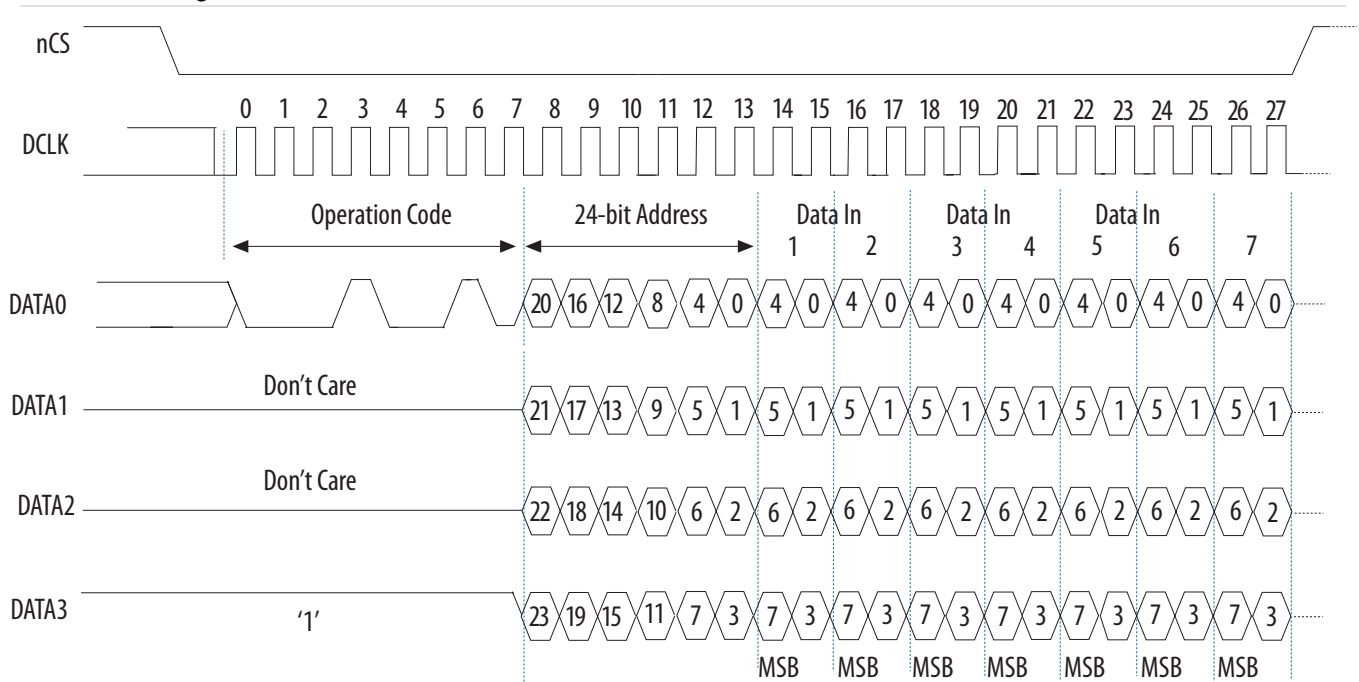 nCS
0 1 2 3 4 5 6 7 8 9 10 11 12 13 14 15 16 17 18 19 20 21 22 23 24 25 26 27
DCLK
Operation Code 24-bit Address Data In Data In Data In
1 2 3 4 5 6 7
DATA0 20 16 12 8 4 0 4 0 4 0 4 0 4 0 4 0 4 0 4 0
Don't Care
DATA1 21 17 13 9 5 1 5 1 5 1 5 1 5 1 5 1 5 1 5 1
Don't Care
DATA2 22 18 14 10 6 2 6 2 6 2 6 2 6 2 6 2 6 2 6 2
DATA3 '1' 23 19 15 11 7 3 7 3 7 3 7 3 7 3 7 3 7 3 7 3
MSB MSB MSB MSB MSB MSB MSB